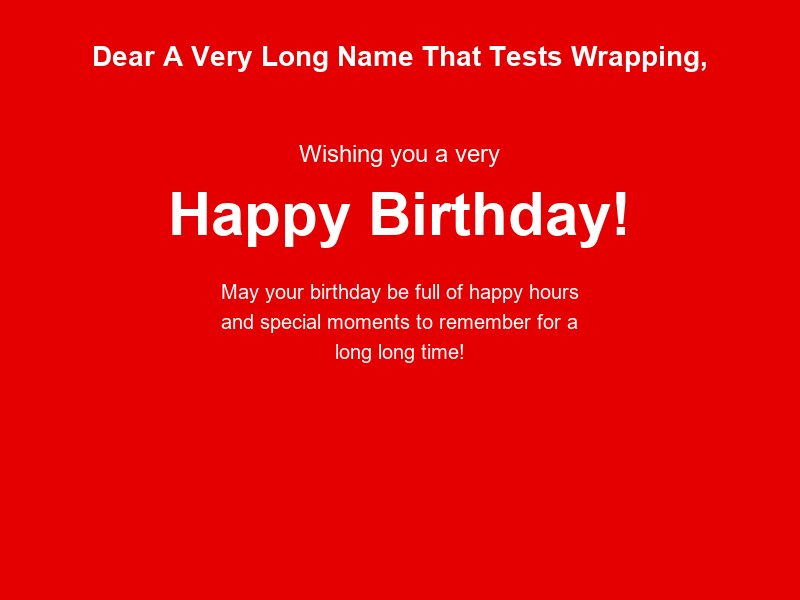 Dear A Very Long Name That Tests Wrapping,
Wishing you a very
Happy Birthday!
May your birthday be full of happy hours
and special moments to remember for a
long long time!